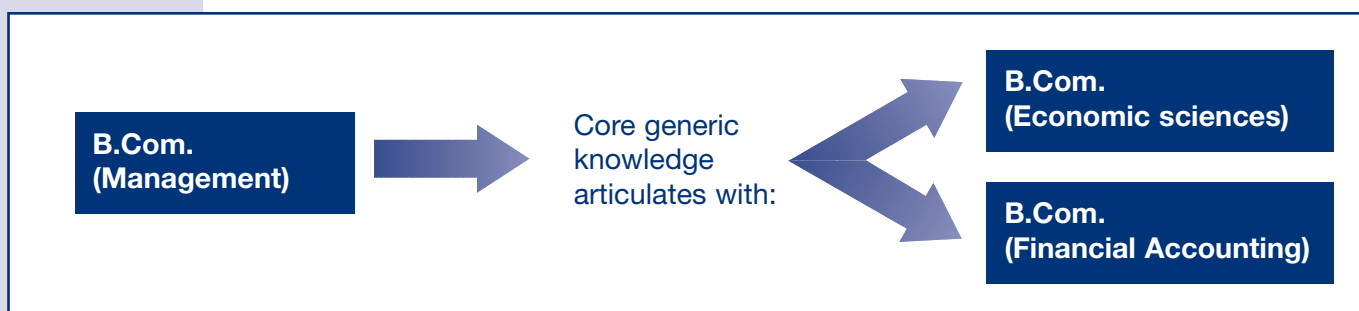 B.Com.
(Management)
Core generic
knowledge
articulates with:
B.Com.
(Economic sciences)
B.Com.
(Financial Accounting)